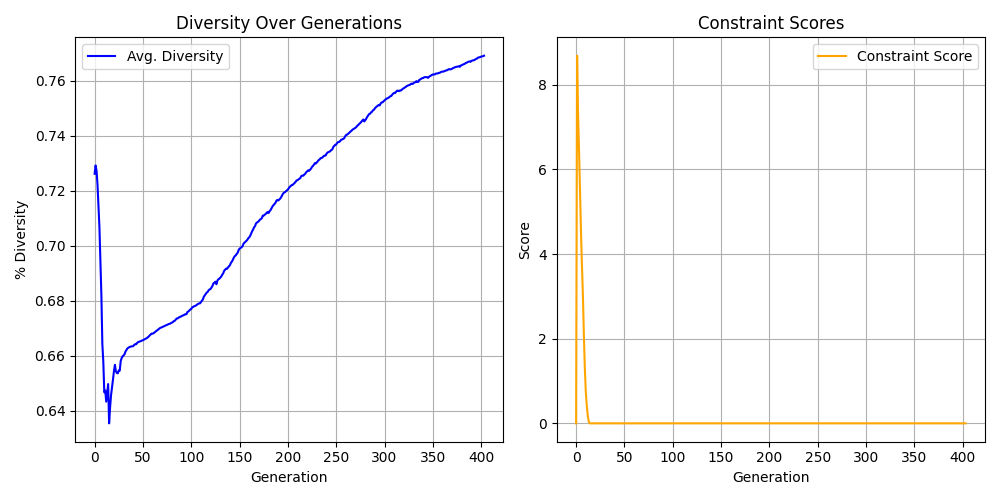 Diversity Over Generations
Avg. Diversity
% Diversity
0.76
0.74
0.72
0.70
0.68
0.66
0.64
0 50 100 150 200 250 300 350 400
Generation
Constraint Scores
Constraint Score
Score
8
6
4
2
0
0 50 100 150 200 250 300 350 400
Generation